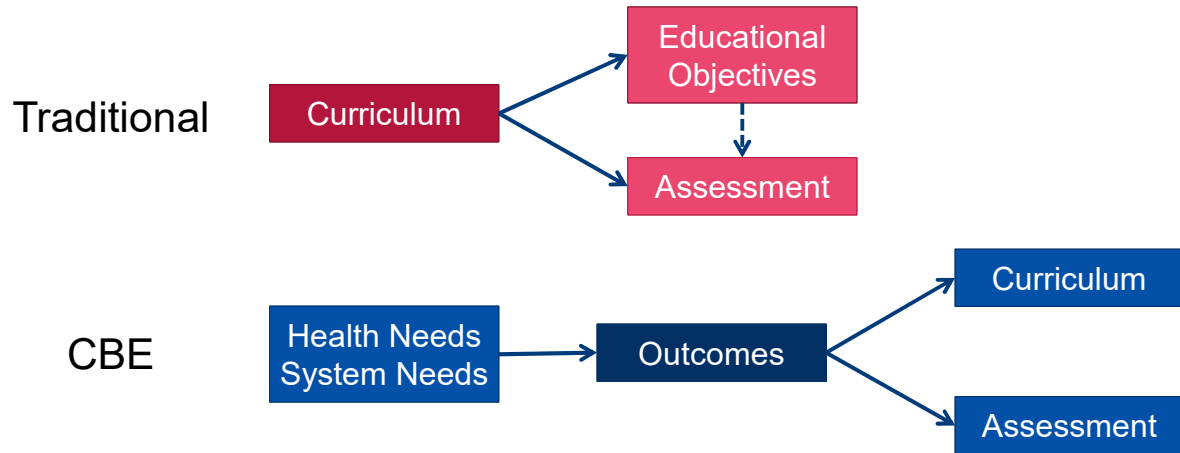 Traditional
Curriculum
Educational
Objectives
Assessment
CBE
Health Needs
System Needs
Outcomes
Curriculum
Assessment